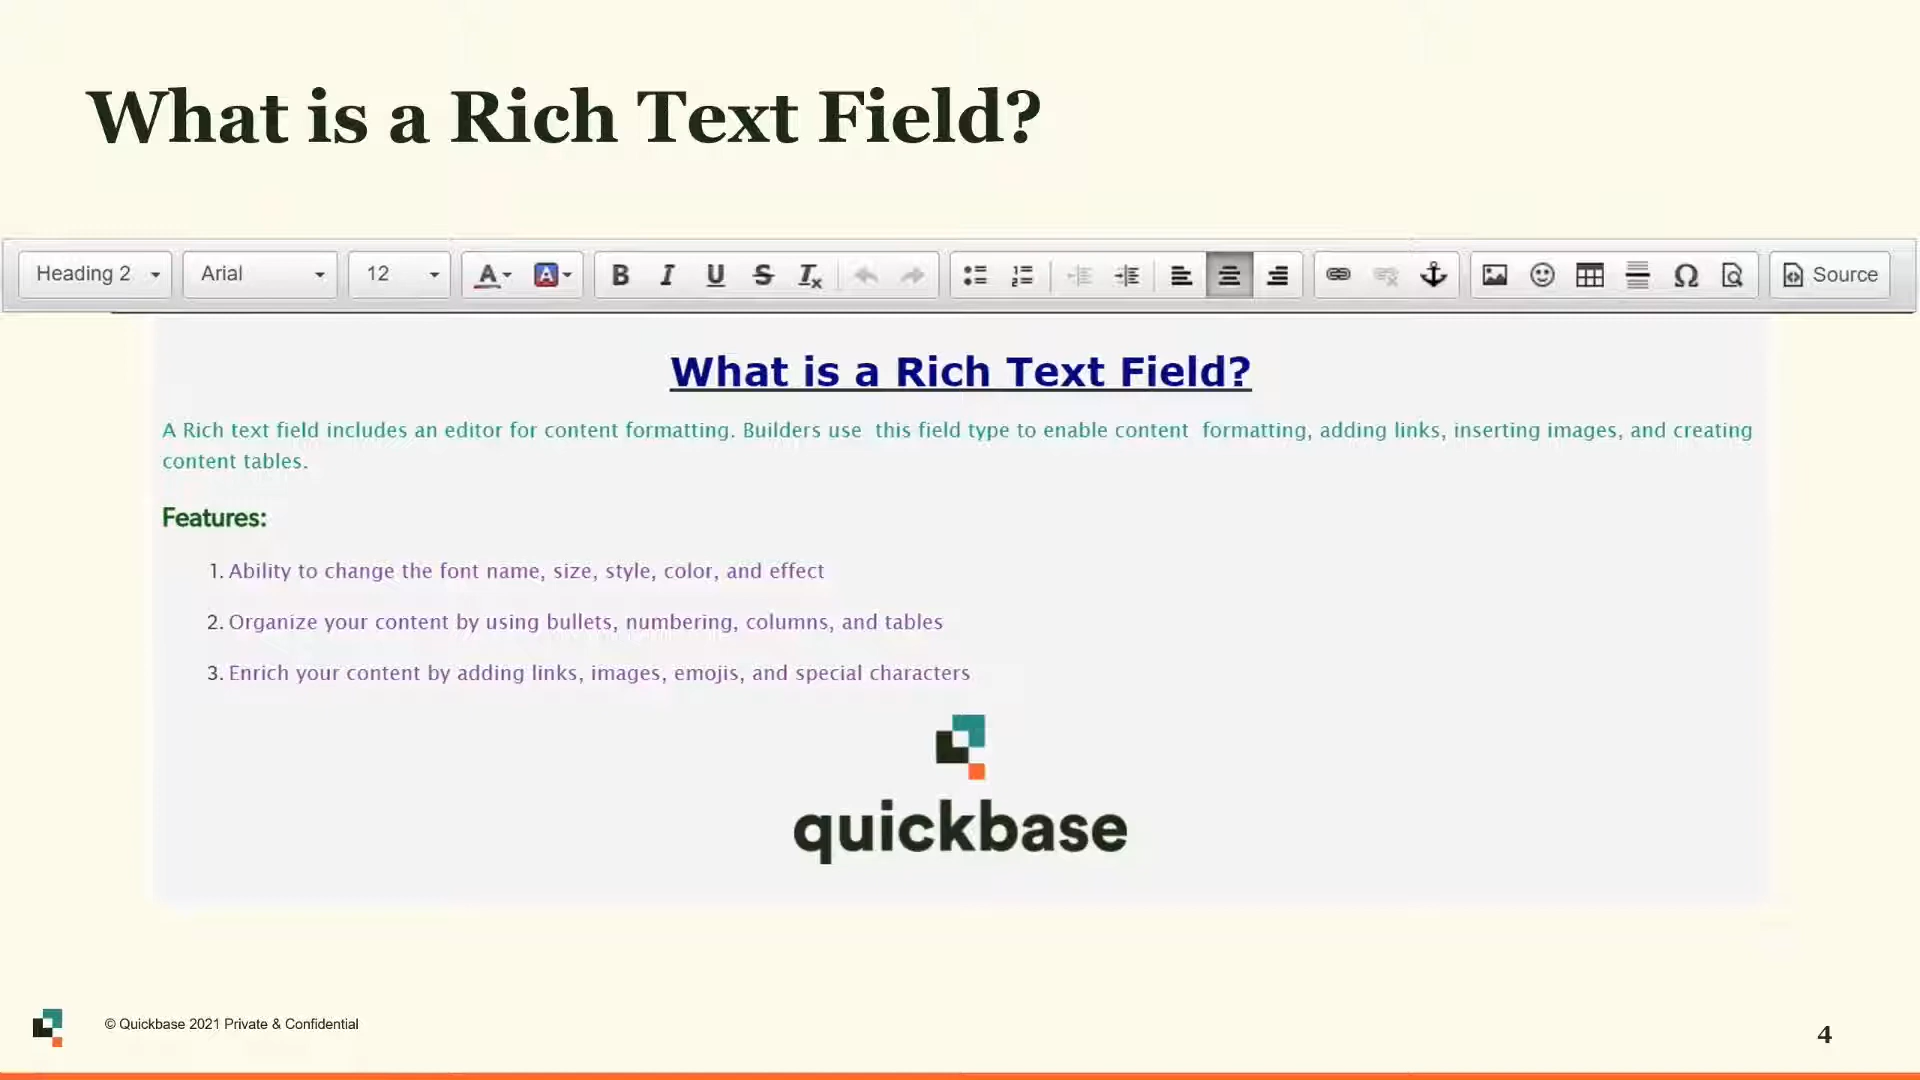 What is a Rich Text Field?
Heading 2 Arial 12 A A B I U S Ix Ω Source
What is a Rich Text Field?
A Rich text field includes an editor for content formatting. Builders use  this field type to enable content  formatting, adding links, inserting images, and creating
content tables.
Features:
1. Ability to change the font name, size, style, color, and effect
2. Organize your content by using bullets, numbering, columns, and tables
3. Enrich your content by adding links, images, emojis, and special characters
quickbase
© Quickbase 2021 Private & Confidential
4